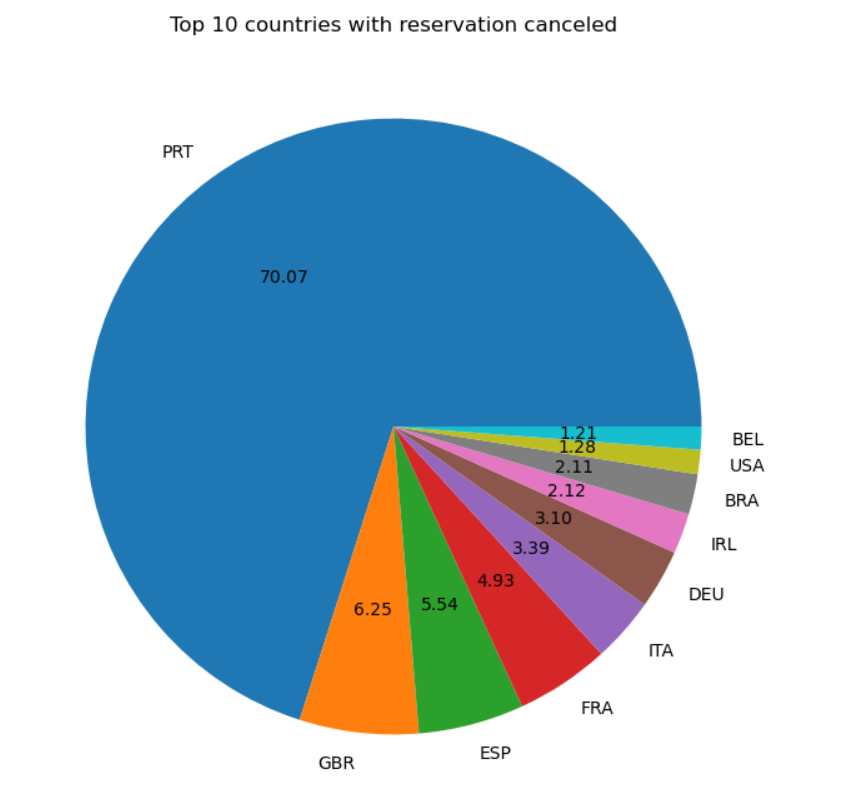 Top 10 countries with reservation canceled
PRT
70.07
1.21
BEL
1.28
USA
2.11
BRA
2.12
IRL
3.10
DEU
3.39
ITA
4.93
FRA
5.54
ESP
6.25
GBR